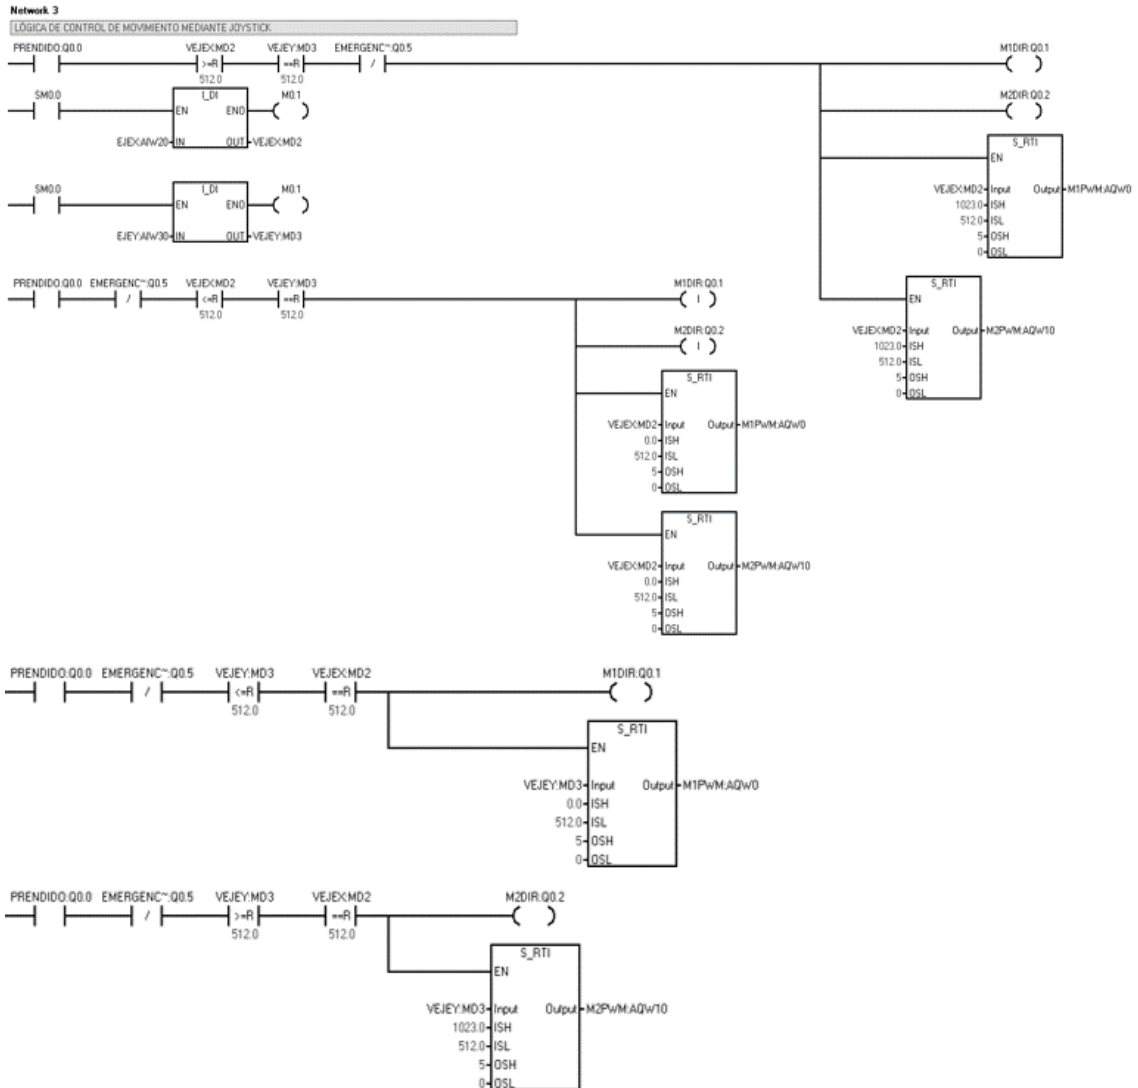 Network 3
LÓGICA DE CONTROL DE MOVIMIENTO MEDIANTE JOYSTICK
PRENDIDO:Q0.0 VEJEX:MD2 VEJEY:MD3 EMERGENC~:Q0.5 M1DIR:Q0.1
>=R ==R /
512.0 512.0
M2DIR:Q0.2
SM0.0 I_DI M0.1
EN ENO
EJEX:AIW20 IN OUT VEJEX:MD2
S_RTI
EN
VEJEX:MD2 Input Output M1PWM:AQW0
1023.0 ISH
512.0 ISL
5 OSH
0 OSL
SM0.0 I_DI M0.1
EN ENO
EJEY:AIW30 IN OUT VEJEY:MD3
S_RTI
EN
VEJEX:MD2 Input Output M2PWM:AQW10
1023.0 ISH
512.0 ISL
5 OSH
0 OSL
PRENDIDO:Q0.0 EMERGENC~:Q0.5 VEJEX:MD2 VEJEY:MD3 M1DIR:Q0.1
/ <=R ==R I
512.0 512.0
M2DIR:Q0.2
I
S_RTI
EN
VEJEX:MD2 Input Output M1PWM:AQW0
0.0 ISH
512.0 ISL
5 OSH
0 OSL
S_RTI
EN
VEJEX:MD2 Input Output M2PWM:AQW10
0.0 ISH
512.0 ISL
5 OSH
0 OSL
PRENDIDO:Q0.0 EMERGENC~:Q0.5 VEJEY:MD3 VEJEX:MD2 M1DIR:Q0.1
/ <=R ==R
512.0 512.0
S_RTI
EN
VEJEY:MD3 Input Output M1PWM:AQW0
0.0 ISH
512.0 ISL
5 OSH
0 OSL
PRENDIDO:Q0.0 EMERGENC~:Q0.5 VEJEY:MD3 VEJEX:MD2 M2DIR:Q0.2
/ >=R ==R
512.0 512.0
S_RTI
EN
VEJEY:MD3 Input Output M2PWM:AQW10
1023.0 ISH
512.0 ISL
5 OSH
0 OSL